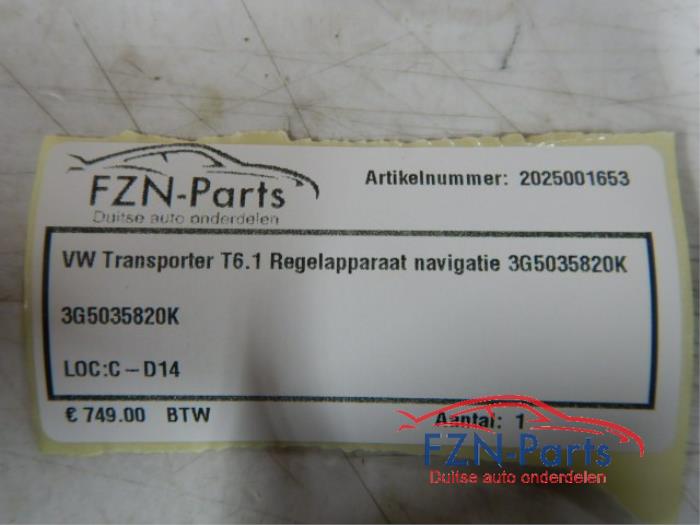 FZN-Parts
Duitse auto onderdelen
Artikelnummer: 2025001653
VW Transporter T6.1 Regelapparaat navigatie 3G5035820K
3G5035820K
LOC:C-D14
€ 749.00 BTW
Aantal: 1
FZN-Parts
Duitse auto onderdelen